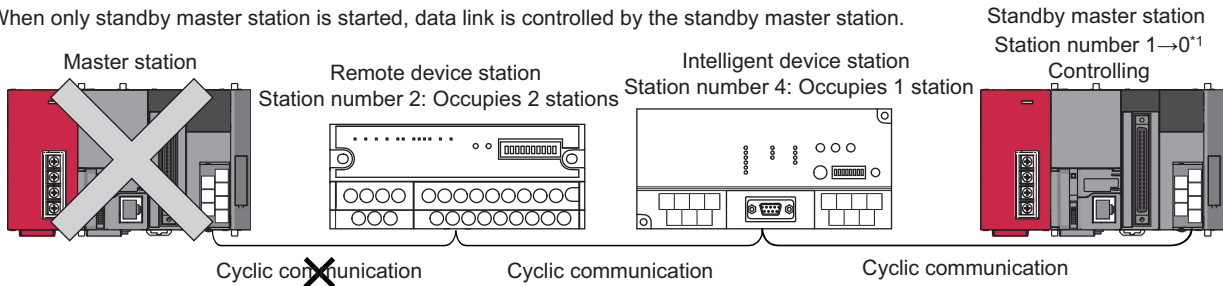 When only standby master station is started, data link is controlled by the standby master station.
Standby master station
Station number 1→0*1
Controlling
Master station
Remote device station
Station number 2: Occupies 2 stations
Intelligent device station
Station number 4: Occupies 1 station
Cyclic communication
Cyclic communication
Cyclic communication